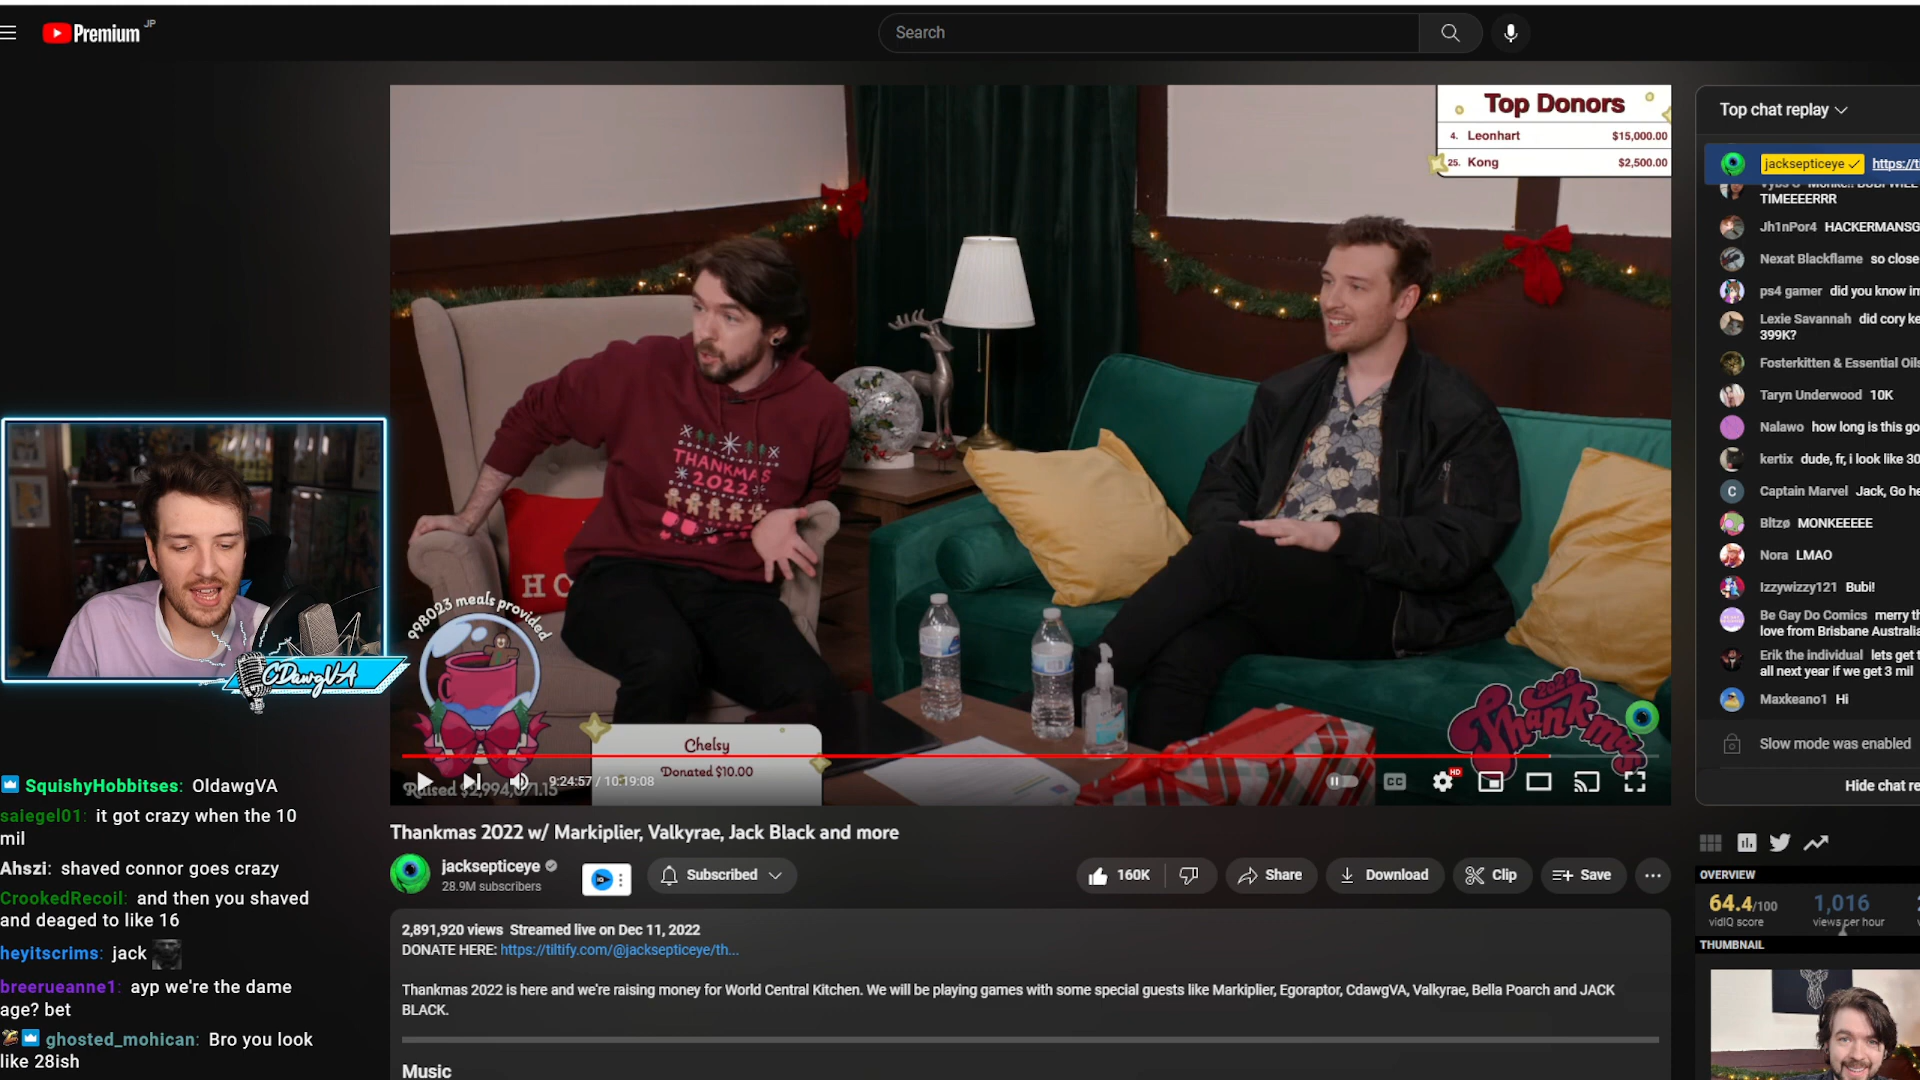 Premium JP
Search
Top Donors
4. Leonhart $15,000.00
25. Kong $2,500.00
THANKMAS
2022
998023 meals provided
Chelsy
Donated $10.00
9:24:57 / 10:19:08
CC
HD
2022
Thankmas
CDawgVA
Top chat replay
jacksepticeye
TIMEEEERRR
Jh1nPor4 HACKERMANSG
Nexat Blackflame so close
ps4 gamer did you know
Lexie Savannah did cory
399K?
Fosterkitten & Essential Oils
Taryn Underwood 10K
Nalawo how long is this
kertix dude, fr, i look like
Captain Marvel Jack, Go
Bltzø MONKEEEEE
Nora LMAO
Izzywizzy121 Bubi!
Be Gay Do Comics merry
love from Brisbane Australia
Erik the individual lets get
all next year if we get 3 mil
Maxkeano1 Hi
Slow mode was enabled
Hide chat
SquishyHobbitses: OldawgVA
saiegel01: it got crazy when the 10
mil
Ahszi: shaved connor goes crazy
CrookedRecoil: and then you shaved
and deaged to like 16
heyitscrims: jack
breerueanne1: ayp we're the dame
age? bet
ghosted_mohican: Bro you look
like 28ish
Thankmas 2022 w/ Markiplier, Valkyrae, Jack Black and more
jacksepticeye
28.9M subscribers
Subscribed
160K
Share
Download
Clip
Save
2,891,920 views Streamed live on Dec 11, 2022
DONATE HERE: https://tiltify.com/@jacksepticeye/th...
Thankmas 2022 is here and we're raising money for World Central Kitchen. We will be playing games with some special guests like Markiplier, Egoraptor, CdawgVA, Valkyrae, Bella Poarch and JACK
BLACK.
Music
OVERVIEW
64.4/100
vidIQ score
1,016
views per hour
THUMBNAIL